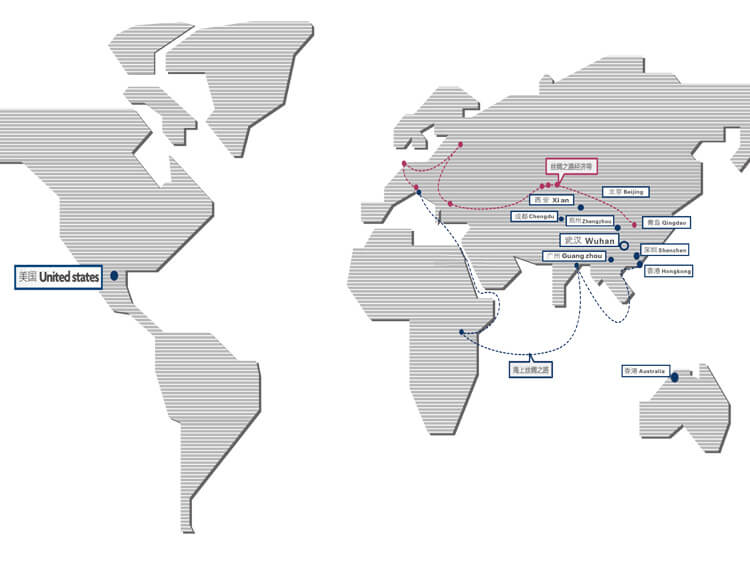 丝绸之路经济带
北京 Beijing
西安 Xi an
成都 Chengdu
郑州 Zhengzhou
青岛 Qingdao
武汉 Wuhan
深圳 Shenzhen
广州 Guang zhou
香港 Hongkong
美国 United states
海上丝绸之路
香港 Australia